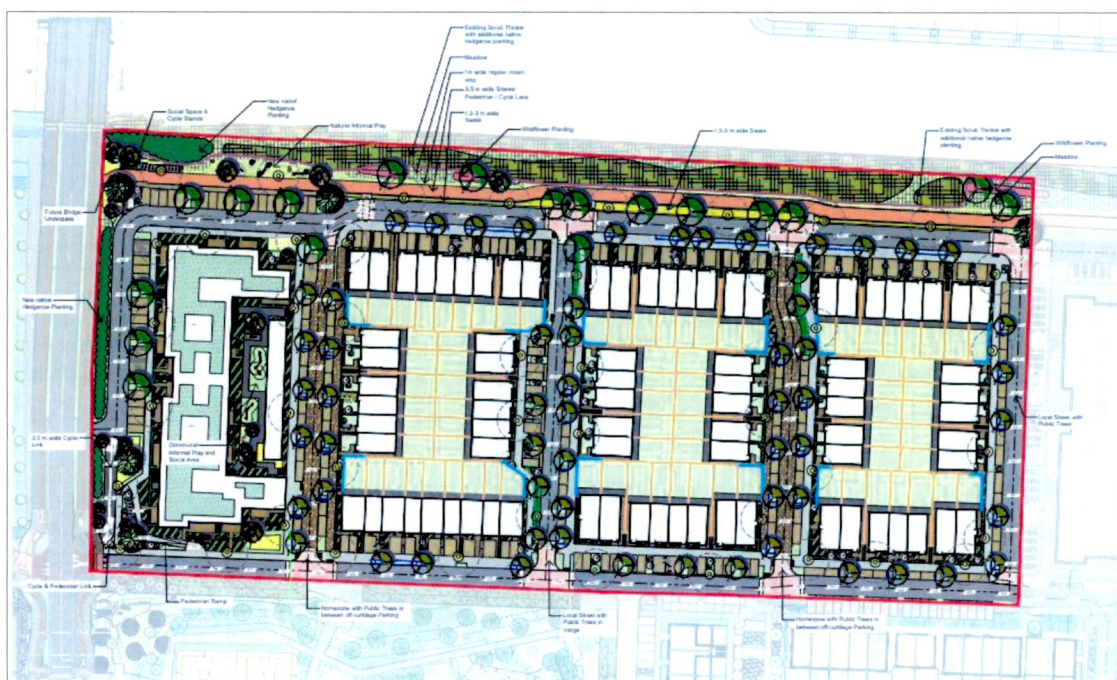 Existing Scrub Thicket
with additional native
hedgerow planting
Meadow
1m wide regular mown
strip
3.5 m wide Shared
Pedestrian / Cycle Lane
1.5-3 m wide
Swale
Social Space &
Cycle Stands
New native
Hedgerow
Planting
Natural Informal Play
Wildflower Planting
1.5-3 m wide Swale
Existing Scrub Thicket with
additional native hedgerow
planting
Wildflower Planting
Meadow
Future Bridge
Underpass
New native
Hedgerow Planting
3.5 m wide Cycle
Link
Communal
Informal Play and
Social Area
Local Street with
Public Trees
Cycle & Pedestrian Link
Pedestrian Ramp
Homezone with Public Trees in
between off-curtilage Parking
Local Street with
Public Trees in
Verge
Homezone with Public Trees in
between off-curtilage Parking